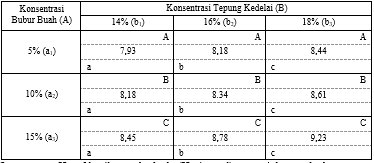 Konsentrasi Bubur Buah (A)
Konsentrasi Tepung Kedelai (B)
14% (b₁) 16% (b₂) 18% (b₃)
A A A
5% (a₁) 7,93 8,18 8,44
a b c
B B B
10% (a₂) 8,18 8.34 8,61
a b c
C C C
15% (a₃) 8,45 8,78 9,23
a b c